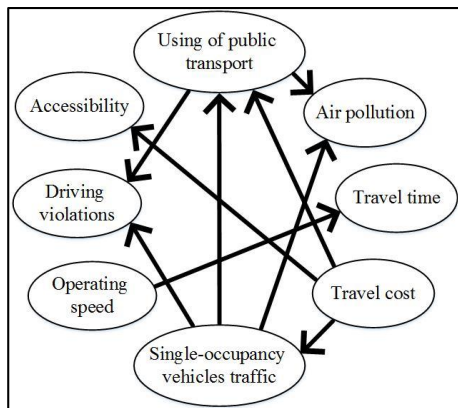 Using of public
transport
Accessibility
Air pollution
Driving
violations
Travel time
Operating
speed
Travel cost
Single-occupancy
vehicles traffic